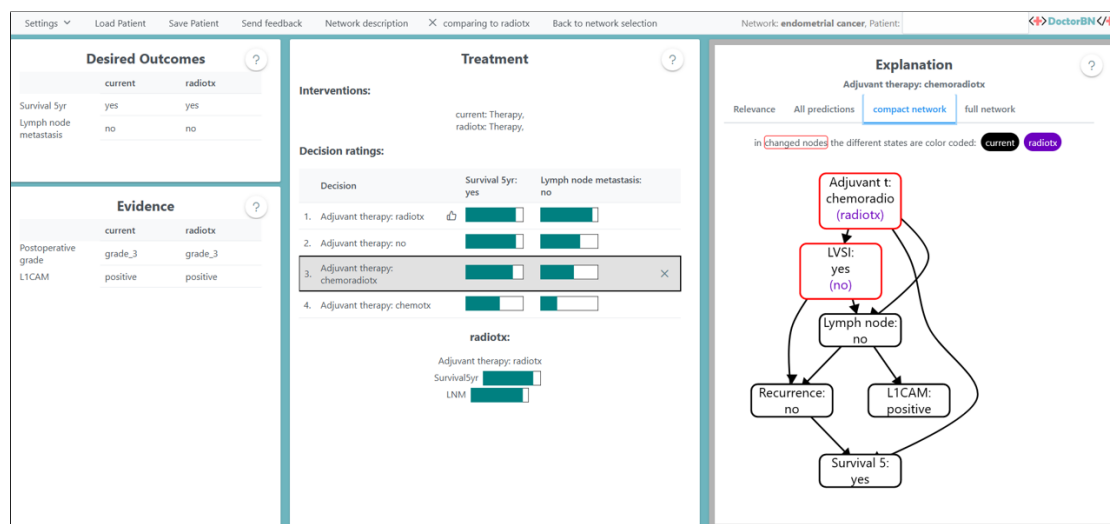 Settings Load Patient Save Patient Send feedback Network description comparing to radiotx Back to network selection Network: endometrial cancer, Patient: DoctorBN
Desired Outcomes ?
current radiotx
Survival 5yr yes yes
Lymph node metastasis no no
Evidence ?
current radiotx
Postoperative grade grade_3 grade_3
L1CAM positive positive
Treatment ?
Interventions:
current: Therapy,
radiotx: Therapy,
Decision ratings:
Decision Survival 5yr: yes Lymph node metastasis: no
1. Adjuvant therapy: radiotx
2. Adjuvant therapy: no
3. Adjuvant therapy: chemoradiotx
4. Adjuvant therapy: chemotx
radiotx:
Adjuvant therapy: radiotx
Survival5yr
LNM
Explanation ?
Adjuvant therapy: chemoradiotx
Relevance All predictions compact network full network
in changed nodes the different states are color coded: current radiotx
Adjuvant t:
chemoradio
(radiotx)
LVSI:
yes
(no)
Lymph node:
no
Recurrence:
no
L1CAM:
positive
Survival 5:
yes